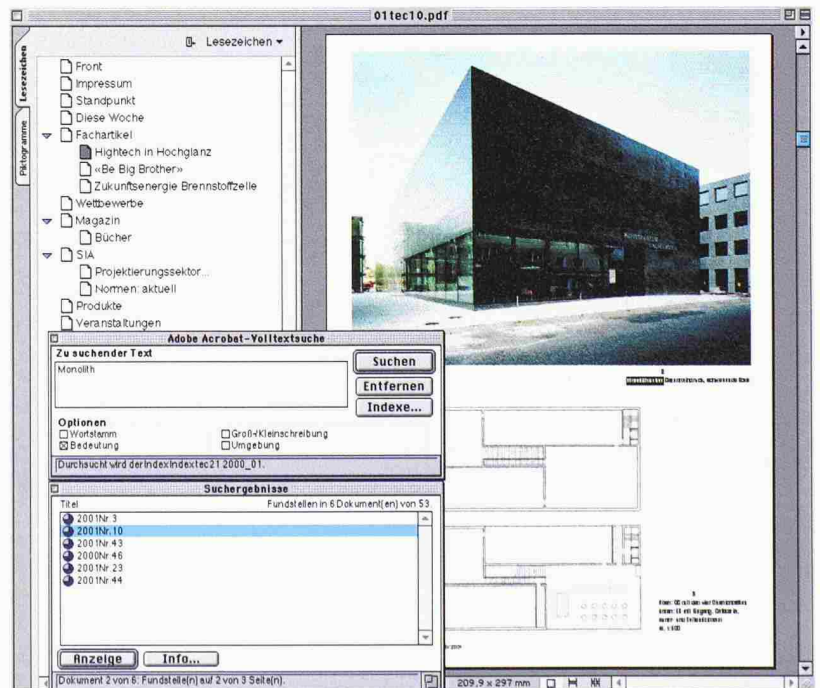 01tec10.pdf
Lesezeichen
Piktogramme
Lesezeichen
Front
Impressum
Standpunkt
Diese Woche
Fachartikel
Hightech in Hochglanz
«Be Big Brother»
Zukunftsenergie Brennstoffzelle
Wettbewerbe
Magazin
Bücher
SIA
Projektierungssektor...
Normen: aktuell
Produkte
Veranstaltungen
Adobe Acrobat-Volltextsuche
Zu suchender Text
Monolith
Suchen
Entfernen
Indexe...
Optionen
Wortstamm
Groß-/Kleinschreibung
Bedeutung
Umgebung
Durchsucht wird der Index Indextec21 2000_01.
Suchergebnisse
Titel
Fundstellen in 6 Dokument(en) von 53
2001Nr.3
2001Nr.10
2001Nr.43
2000Nr.46
2001Nr.23
2001Nr.44
Anzeige
Info...
Dokument 2 von 6: Fundstelle(n) auf 2 von 3 Seite(n).
209,9 x 297 mm